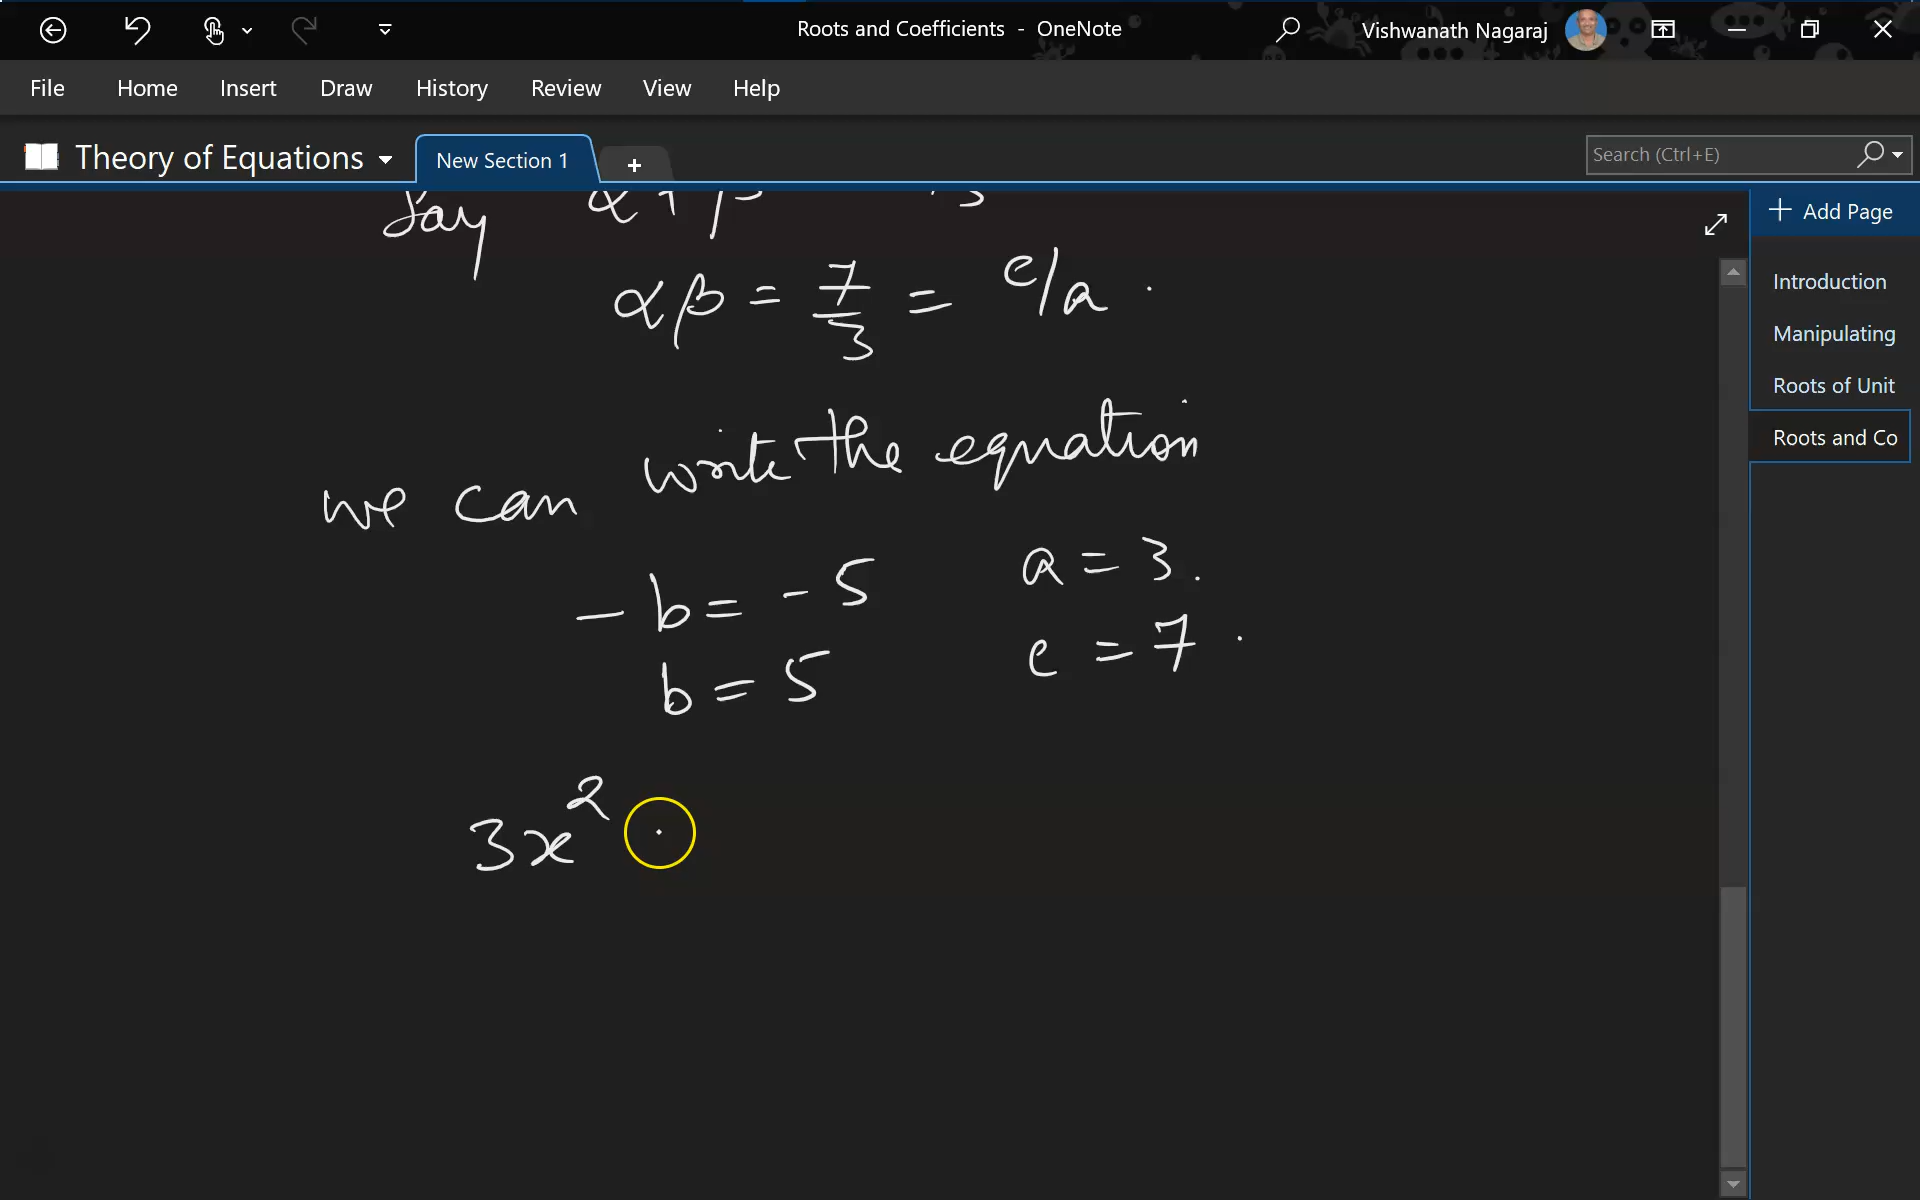 Roots and Coefficients - OneNote
Vishwanath Nagaraj
File Home Insert Draw History Review View Help
Theory of Equations
New Section 1
+
Search (Ctrl+E)
+ Add Page
Introduction
Manipulating
Roots of Unit
Roots and Co
Say α+β
αβ = 7/3 = c/a .
we can write the equation
-b = -5 a = 3.
b = 5 c = 7 .
3x²